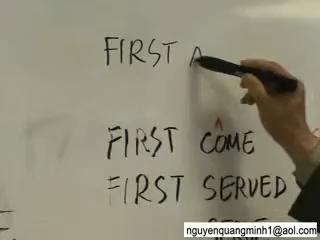 FIRST A
FIRST COME
FIRST SERVED
nguyenquangminh1@aol.com